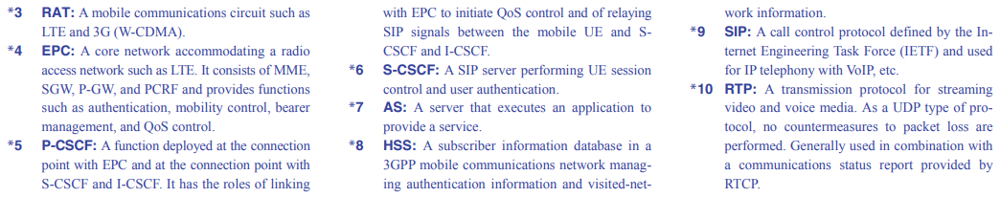 *3 RAT: A mobile communications circuit such as
LTE and 3G (W-CDMA).
*4 EPC: A core network accommodating a radio
access network such as LTE. It consists of MME,
SGW, P-GW, and PCRF and provides functions
such as authentication, mobility control, bearer
management, and QoS control.
*5 P-CSCF: A function deployed at the connection
point with EPC and at the connection point with
S-CSCF and I-CSCF. It has the roles of linking
with EPC to initiate QoS control and of relaying
SIP signals between the mobile UE and S-
CSCF and I-CSCF.
*6 S-CSCF: A SIP server performing UE session
control and user authentication.
*7 AS: A server that executes an application to
provide a service.
*8 HSS: A subscriber information database in a
3GPP mobile communications network manag-
ing authentication information and visited-net-
work information.
*9 SIP: A call control protocol defined by the In-
ternet Engineering Task Force (IETF) and used
for IP telephony with VoIP, etc.
*10 RTP: A transmission protocol for streaming
video and voice media. As a UDP type of pro-
tocol, no countermeasures to packet loss are
performed. Generally used in combination with
a communications status report provided by
RTCP.